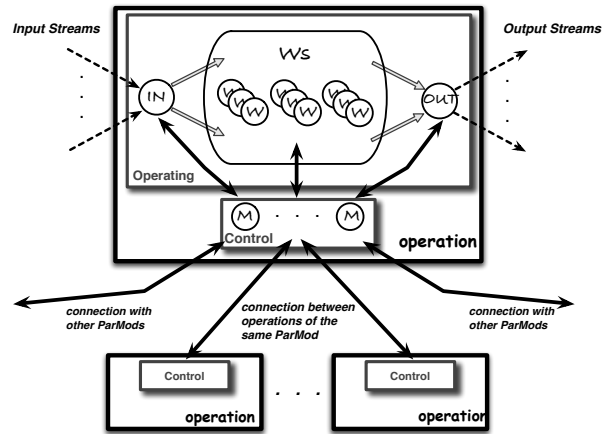 Input Streams
Output Streams
Ws
IN
W W W W W W W W W
OUT
Operating
M . . . M
Control
operation
connection with
other ParMods
connection between
operations of the
same ParMod
connection with
other ParMods
Control
operation
. . .
Control
operation